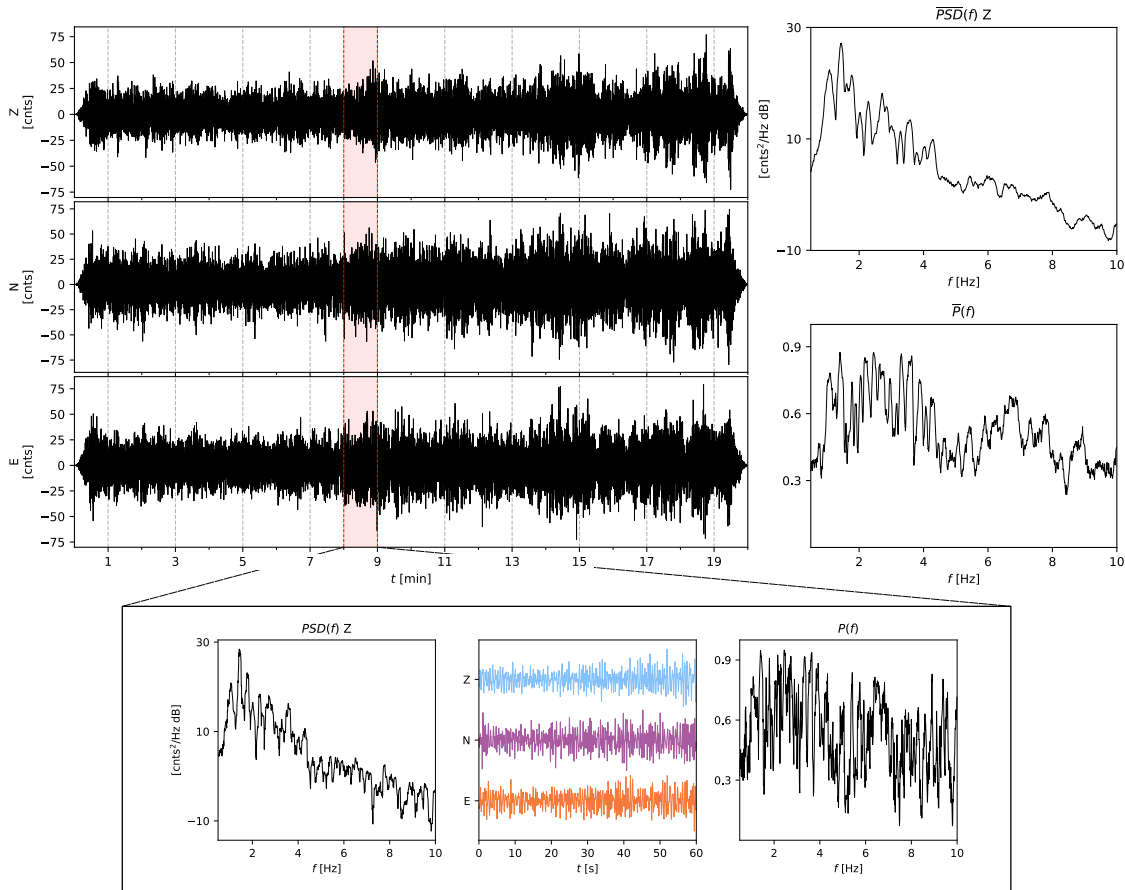 75
50
25
0
−25
−50
−75
Z
[cnts]
75
50
25
0
−25
−50
−75
N
[cnts]
75
50
25
0
−25
−50
−75
E
[cnts]
1 3 5 7 9 11 13 15 17 19
t [min]
PSD(f) Z
30
10
−10
[cnts²/Hz dB]
2 4 6 8 10
f [Hz]
P(f)
0.9
0.6
0.3
2 4 6 8 10
f [Hz]
PSD(f) Z
30
10
−10
[cnts²/Hz dB]
2 4 6 8 10
f [Hz]
Z
N
E
0 20 40 60
t [s]
P(f)
0.9
0.6
0.3
2 4 6 8 10
f [Hz]